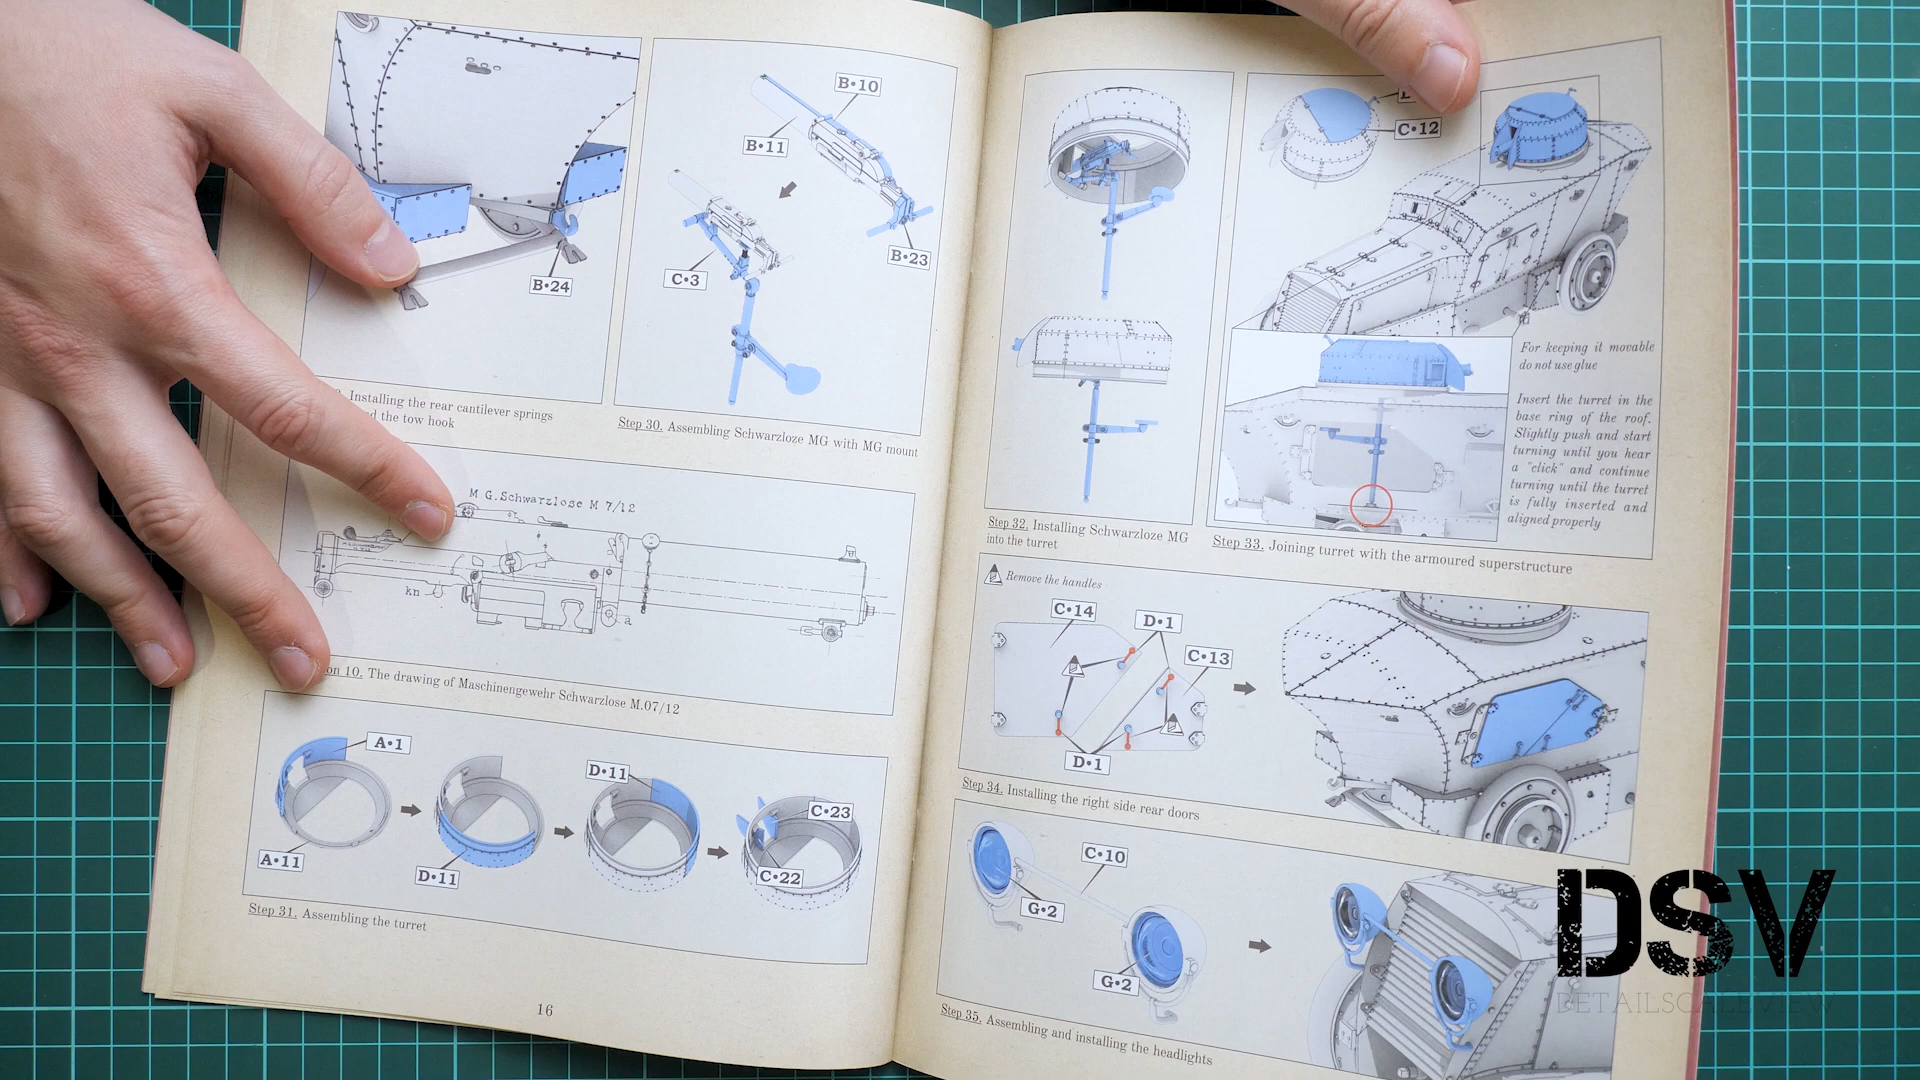 B•24
Installing the rear cantilever springs
the tow hook
B•10
B•11
B•23
C•3
Step 30. Assembling Schwarzloze MG with MG mount
M G.Schwarzlose M 7/12
kn
a
10. The drawing of Maschinengewehr Schwarzlose M.07/12
A•1
A•11
D•11
D•11
C•23
C•22
Step 31. Assembling the turret
16
Step 32. Installing Schwarzloze MG
into the turret
C•12
For keeping it movable
do not use glue
Insert the turret in the
base ring of the roof.
Slightly push and start
turning until you hear
a "click" and continue
turning until the turret
is fully inserted and
aligned properly
Step 33. Joining turret with the armoured superstructure
Remove the handles
C•14
D•1
C•13
D•1
Step 34. Installing the right side rear doors
C•10
G•2
G•2
Step 35. Assembling and installing the headlights
DSV
DETAILSCALEVIEW